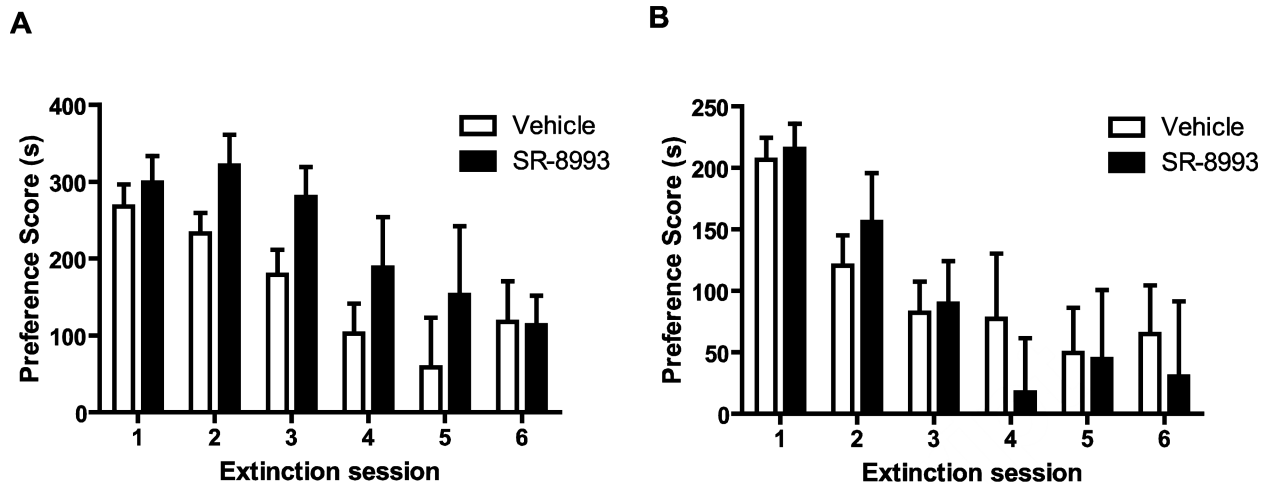 A
400
300
200
100
0
Preference Score (s)
Vehicle
SR-8993
1 2 3 4 5 6
Extinction session
B
250
200
150
100
50
0
Preference Score (s)
Vehicle
SR-8993
1 2 3 4 5 6
Extinction session